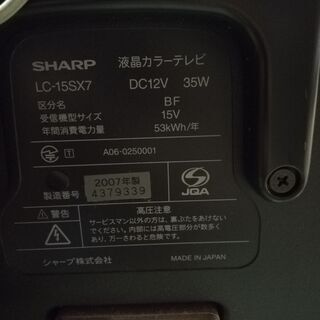 SHARP 液晶カラーテレビ
LC-15SX7 DC12V 35W
区分名 BF
受信機型サイズ 15V
年間消費電力量 53kWh/年
T A06-0250001
2007年製
製造番号 4379339
JQA
警告
高圧注意
サービスマン以外の方は、裏ぶたをあけない
でください。内部には高電圧部分が数多く
あり、万一さわると危険です。
シャープ株式会社 MADE IN JAPAN